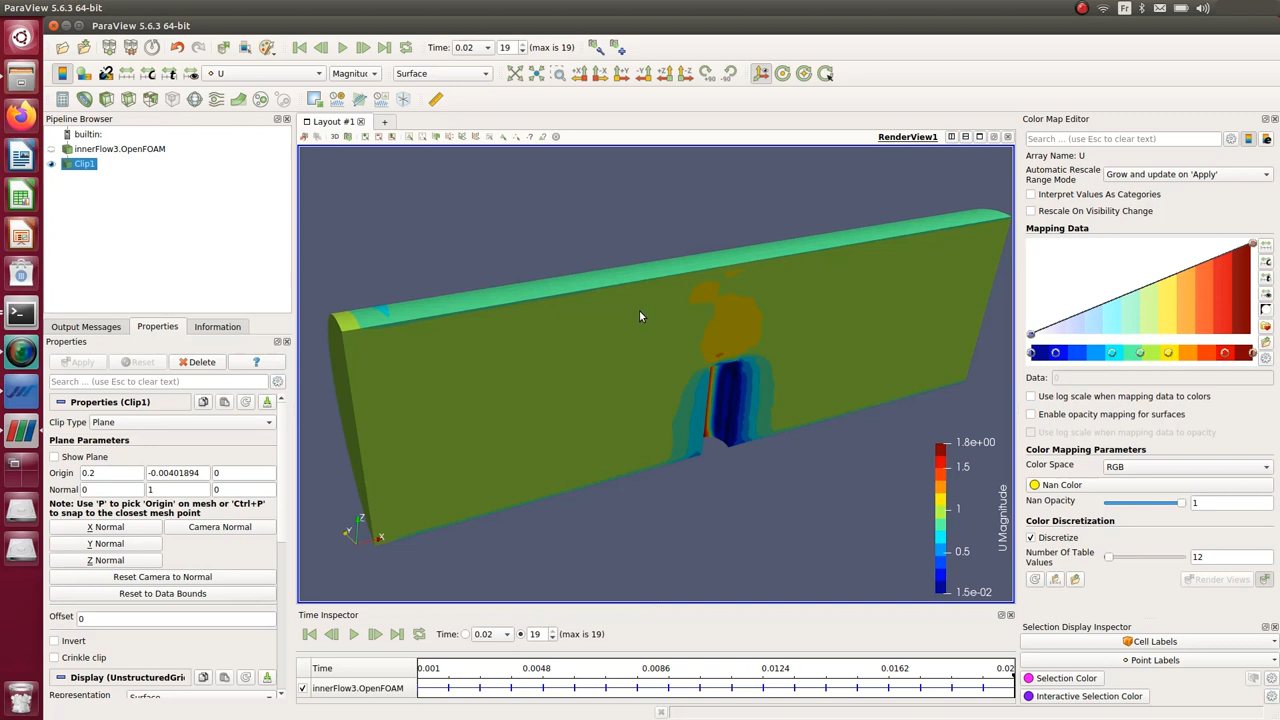 ParaView 5.6.3 64-bit
Fr
ParaView 5.6.3 64-bit
Time: 0.02 19 (max is 19)
U Magnituc Surface
+X -X +Y -Y +Z -Z +90 -90
Pipeline Browser
Layout #1
Color Map Editor
builtin:
innerFlow3.OpenFOAM
Clip1
3D
RenderView1
Search ... (use Esc to clear text)
Array Name: U
Automatic Rescale
Range Mode
Grow and update on 'Apply'
Interpret Values As Categories
Rescale On Visibility Change
Mapping Data
Output Messages Properties Information
Properties
Apply Reset Delete ?
Search ... (use Esc to clear text)
Properties (Clip1)
Clip Type Plane
Plane Parameters
Show Plane
Origin 0.2 -0.00401894 0
Normal 0 1 0
Note: Use 'P' to pick 'Origin' on mesh or 'Ctrl+P'
to snap to the closest mesh point
X Normal Camera Normal
Y Normal
Z Normal
Reset Camera to Normal
Reset to Data Bounds
Offset 0
Invert
Crinkle clip
Display (UnstructuredGri
Representation Surface
Data: 0
Use log scale when mapping data to colors
Enable opacity mapping for surfaces
Use log scale when mapping data to opacity
Color Mapping Parameters
Color Space RGB
Nan Color
Nan Opacity 1
Color Discretization
Discretize
Number Of Table
Values
12
Render Views
1.8e+00
1.5
1
0.5
1.5e-02
U Magnitude
Z
Y
X
Time Inspector
Time: 0.02 19 (max is 19)
Time 0.001 0.0048 0.0086 0.0124 0.0162 0.02
innerFlow3.OpenFOAM
Selection Display Inspector
Cell Labels
Point Labels
Selection Color
Interactive Selection Color